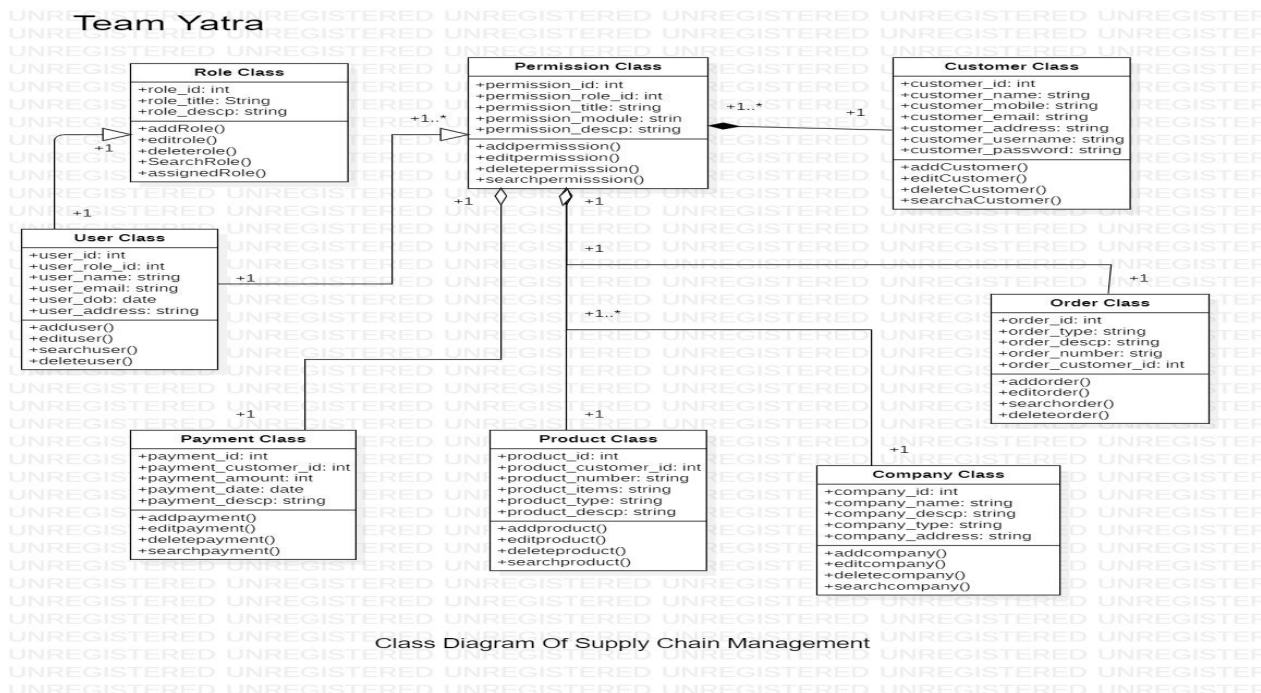 Team Yatra
Role Class
+role_id: int
+role_title: String
+role_descp: string
+addRole()
+editrole()
+deleterole()
+SearchRole()
+assignedRole()
Permission Class
+permission_id: int
+permission_role_id: int
+permission_title: string
+permission_module: strin
+permission_descp: string
+addpermisssion()
+editpermisssion()
+deletepermisssion()
+searchpermisssion()
Customer Class
+customer_id: int
+customer_name: string
+customer_mobile: string
+customer_email: string
+customer_address: string
+customer_username: string
+customer_password: string
+addCustomer()
+editCustomer()
+deleteCustomer()
+searchaCustomer()
+1..*
+1..*
+1
+1
+1
+1
+1
+1
+1
+1
+1..*
+1
+1
+1
+1
User Class
+user_id: int
+user_role_id: int
+user_name: string
+user_email: string
+user_dob: date
+user_address: string
+adduser()
+edituser()
+searchuser()
+deleteuser()
Order Class
+order_id: int
+order_type: string
+order_descp: string
+order_number: strig
+order_customer_id: int
+addorder()
+editorder()
+searchorder()
+deleteorder()
Payment Class
+payment_id: int
+payment_customer_id: int
+payment_amount: int
+payment_date: date
+payment_descp: string
+addpayment()
+editpayment()
+deletepayment()
+searchpayment()
Product Class
+product_id: int
+product_customer_id: int
+product_number: string
+product_items: string
+product_type: string
+product_descp: string
+addproduct()
+editproduct()
+deleteproduct()
+searchproduct()
Company Class
+company_id: int
+company_name: string
+company_descp: string
+company_type: string
+company_address: string
+addcompany()
+editcompany()
+deletecompany()
+searchcompany()
Class Diagram Of Supply Chain Management
UNREGISTERED